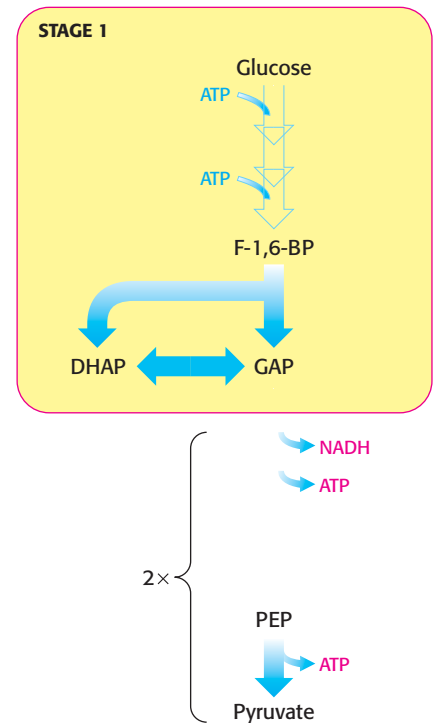 STAGE 1
Glucose
ATP
ATP
F-1,6-BP
DHAP GAP
NADH
ATP
2×
PEP
ATP
Pyruvate